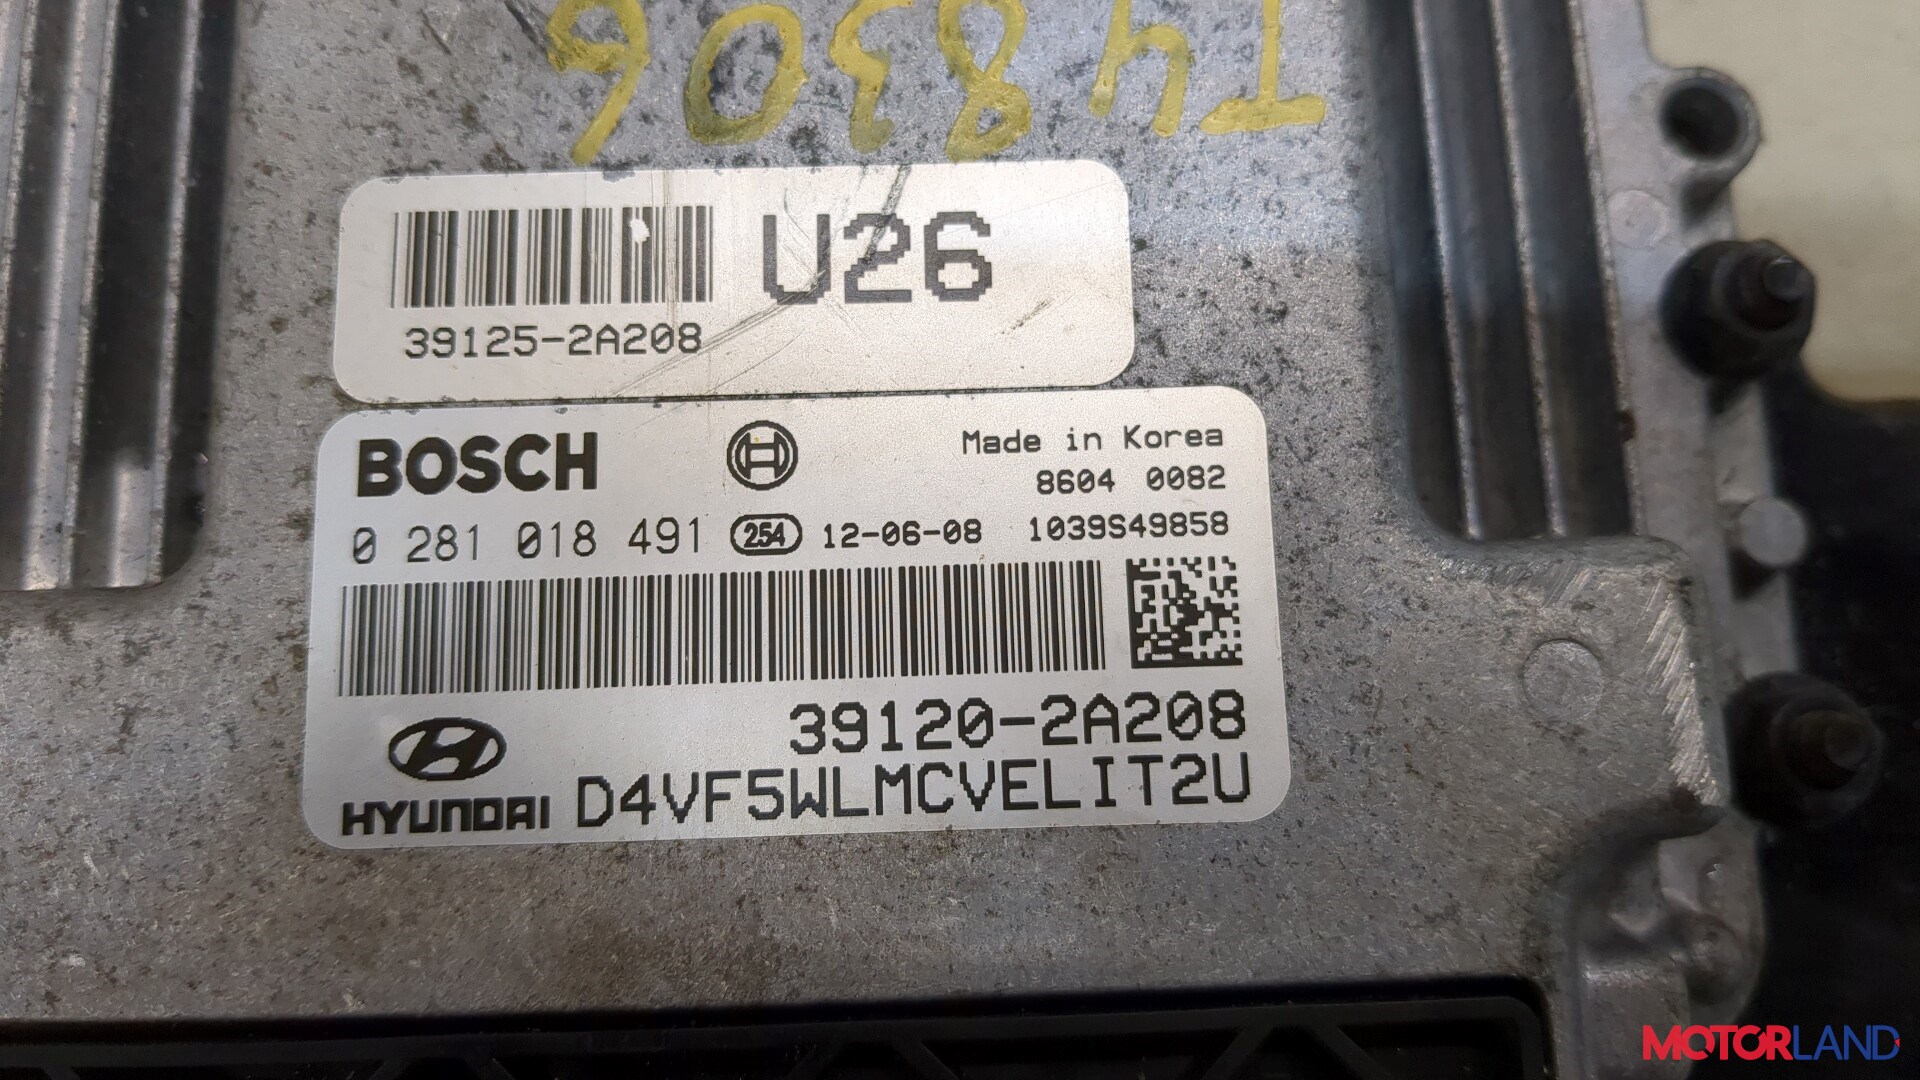 T48306
U26
39125-2A208
BOSCH
Made in Korea
8604 0082
0 281 018 491 254 12-06-08 1039S49858
39120-2A208
HYUNDAI D4VF5WLMCVELIT2U
MOTORLAND